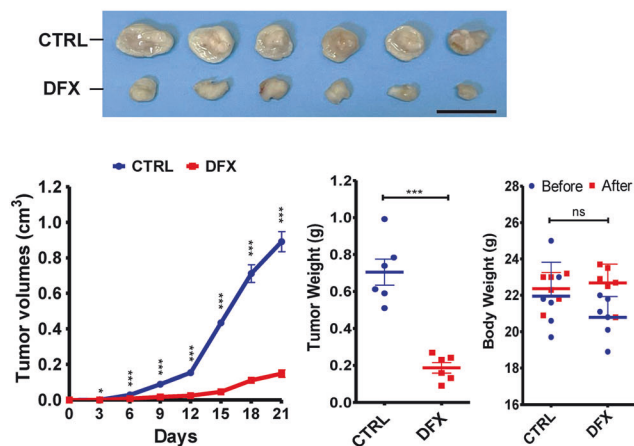 CTRL
DFX
CTRL DFX
Tumor volumes (cm3)
1.2
1.0
0.8
0.6
0.4
0.2
0.0
* *** *** *** *** *** ***
0 3 6 9 12 15 18 21
Days
Tumor Weight (g)
1.2
1.0
0.8
0.6
0.4
0.2
0.0
***
CTRL DFX
Body Weight (g)
28
26
24
22
20
18
16
Before After
ns
CTRL DFX